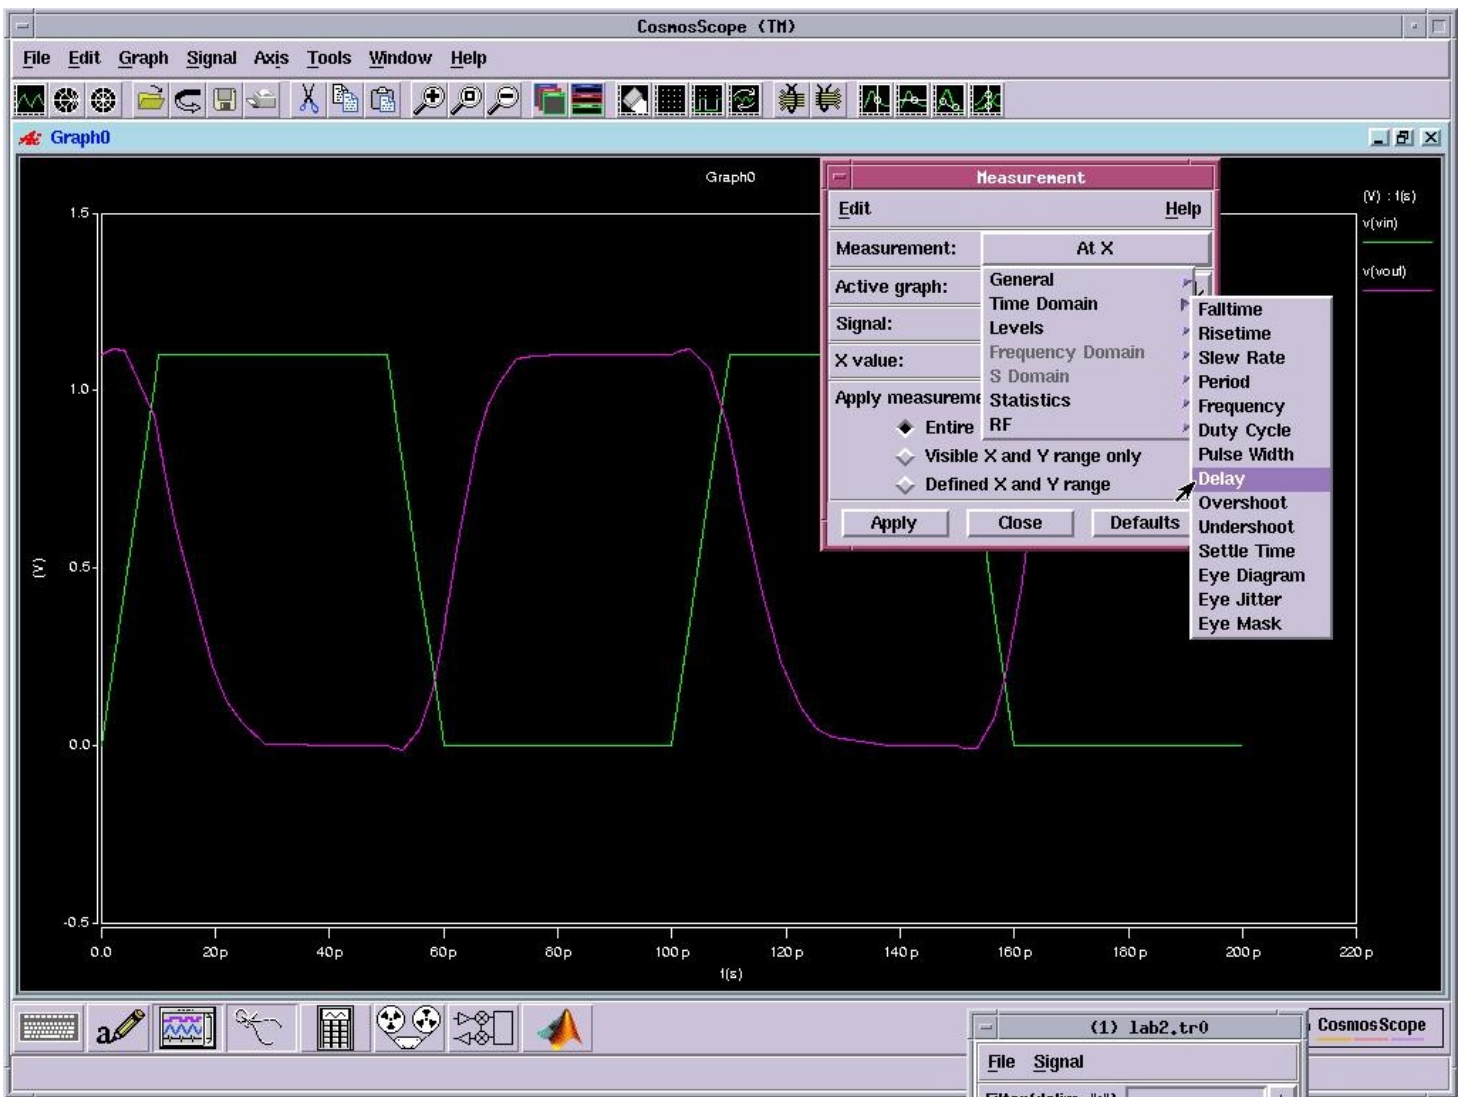 CosmosScope (TM)
File Edit Graph Signal Axis Tools Window Help
Graph0
Graph0
(V) : t(s)
v(vin)
v(vout)
1.5
1.0
0.5
0.0
-0.5
(V)
0.0 20p 40p 60p 80p 100p 120p 140p 160p 180p 200p 220p
t(s)
Measurement
Edit Help
Measurement: At X
Active graph:
Signal:
X value:
Apply measureme
Entire
Visible X and Y range only
Defined X and Y range
Apply Close Defaults
General
Time Domain
Levels
Frequency Domain
S Domain
Statistics
RF
Falltime
Risetime
Slew Rate
Period
Frequency
Duty Cycle
Pulse Width
Delay
Overshoot
Undershoot
Settle Time
Eye Diagram
Eye Jitter
Eye Mask
a
(1) lab2.tr0
File Signal
CosmosScope